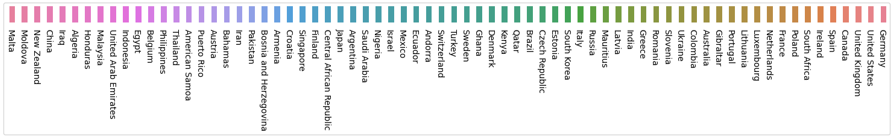 Malta
Moldova
New Zealand
China
Iraq
Algeria
Honduras
Malaysia
United Arab Emirates
Indonesia
Egypt
Belgium
Philippines
Thailand
American Samoa
Puerto Rico
Austria
Bahamas
Iran
Pakistan
Bosnia and Herzegovina
Armenia
Croatia
Singapore
Finland
Central African Republic
Japan
Argentina
Saudi Arabia
Nigeria
Israel
Mexico
Ecuador
Andorra
Switzerland
Turkey
Sweden
Ghana
Denmark
Kenya
Qatar
Brazil
Czech Republic
Estonia
South Korea
Italy
Russia
Mauritius
Latvia
India
Greece
Romania
Slovenia
Ukraine
Colombia
Australia
Gibraltar
Portugal
Lithuania
Luxembourg
Netherlands
France
Poland
South Africa
Ireland
Spain
Canada
United Kingdom
United States
Germany